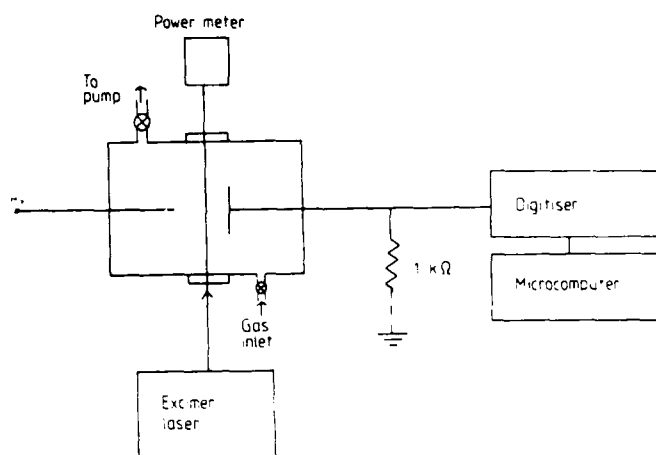 Power meter
To
pump
Digitiser
1 kΩ
Microcomputer
Gas
inlet
Excimer
laser